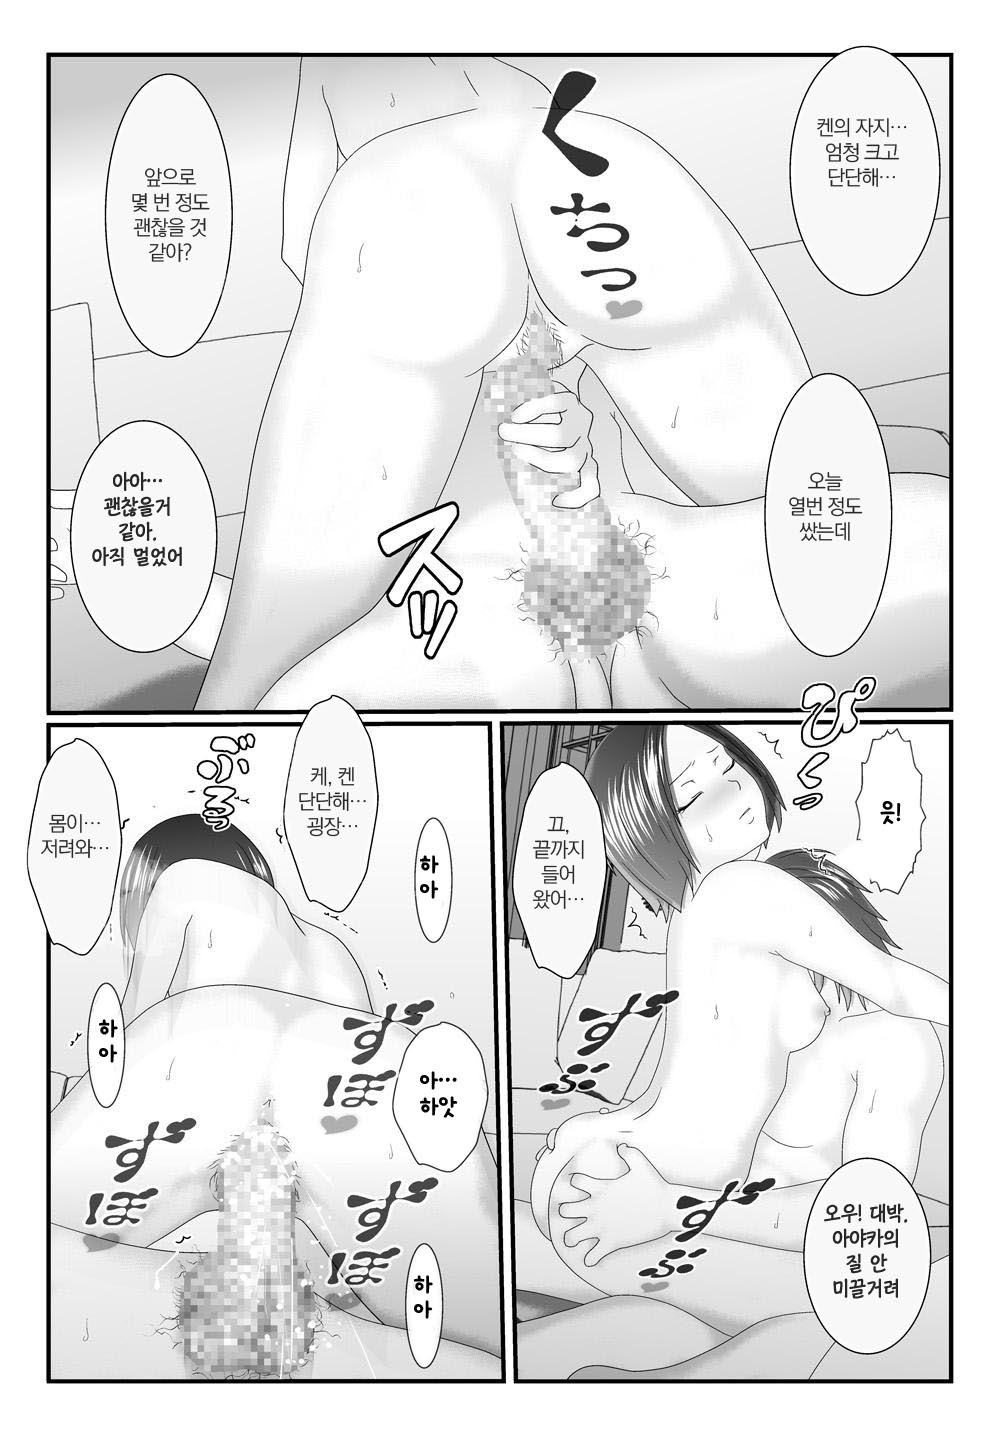 켄의 자지…
엄청 크고
단단해…
く
ちっ
앞으로
몇 번 정도
괜찮을 것
같아?
오늘
열번 정도
쌌는데
아아…
괜찮을거
같아.
아직 멀었어
ズッ
ぴくっ
읏!
끄,
끝까지
들어
왔어…
ずぶっ
ずぶっ
오우! 대박.
아야카의
질 안
미끌거려
ぶるっ
케, 켄
단단해…
굉장…
몸이…
저려와…
하
아
하
아
아…
하앗
ずぼ
ずぼ
ずぼ
하
아